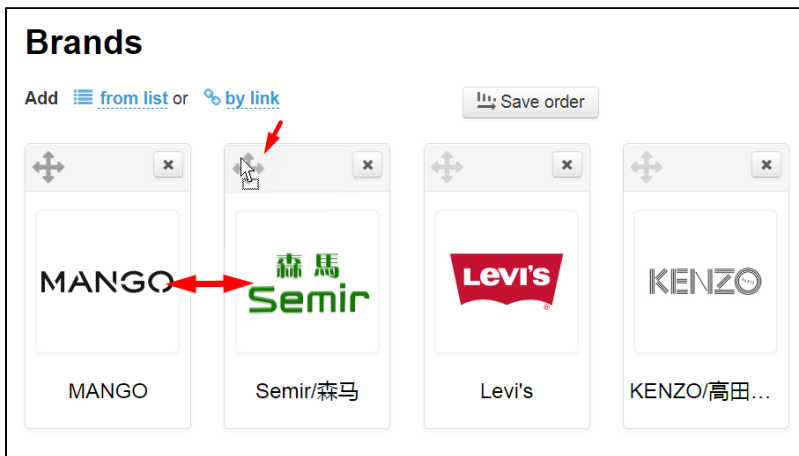 Brands
Add from list or by link
Save order
MANGO
森馬
Semir
Levi's
®
KENZO
PARIS
MANGO
Semir/森马
Levi's
KENZO/高田…